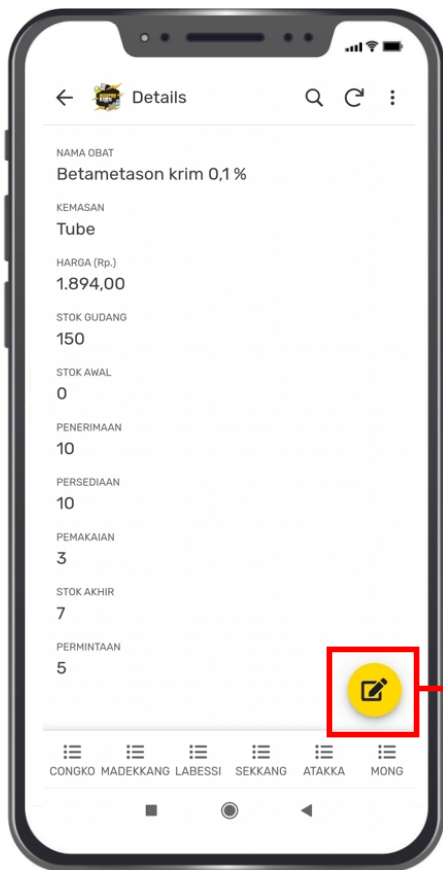 Details
NAMA OBAT
Betametason krim 0,1 %
KEMASAN
Tube
HARGA (Rp.)
1.894,00
STOK GUDANG
150
STOK AWAL
0
PENERIMAAN
10
PERSEDIAAN
10
PEMAKAIAN
3
STOK AKHIR
7
PERMINTAAN
5
CONGKO MADEKKANG LABESSI SEKKANG ATAKKA MONG